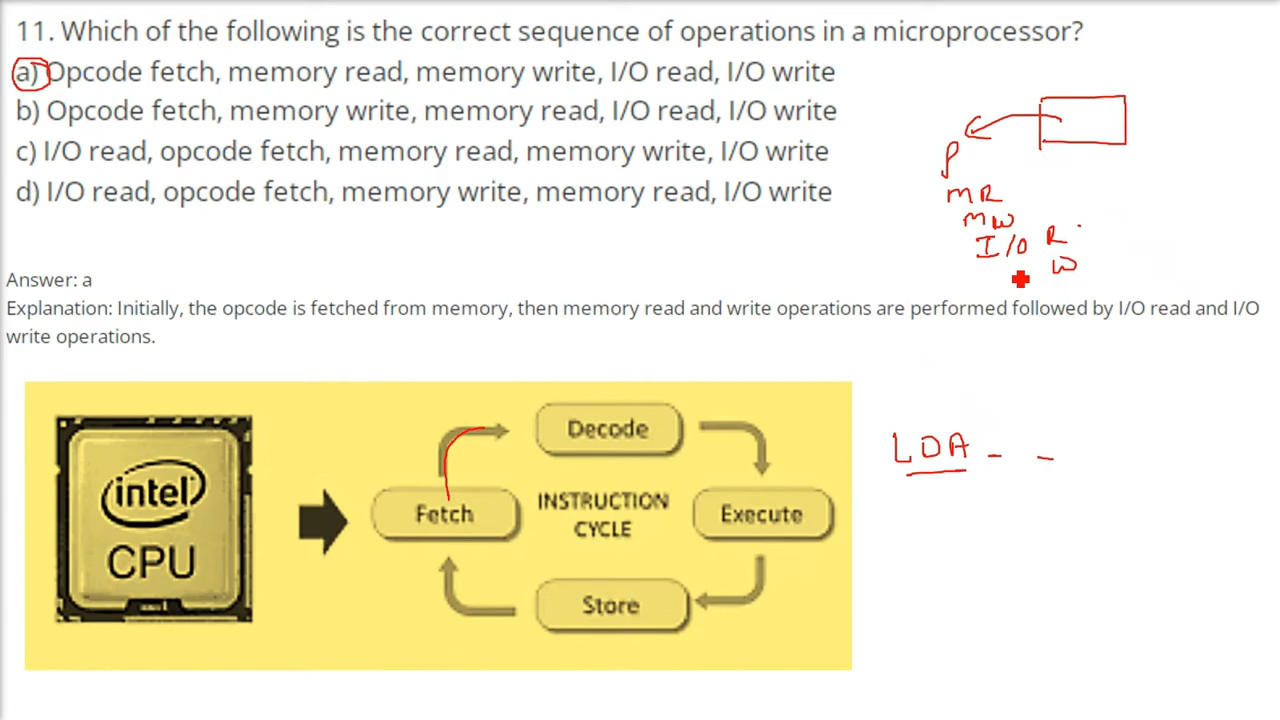 11. Which of the following is the correct sequence of operations in a microprocessor?
a) Opcode fetch, memory read, memory write, I/O read, I/O write
b) Opcode fetch, memory write, memory read, I/O read, I/O write
c) I/O read, opcode fetch, memory read, memory write, I/O write
d) I/O read, opcode fetch, memory write, memory read, I/O write
P
MR
MW
I/O R
W
Answer: a
Explanation: Initially, the opcode is fetched from memory, then memory read and write operations are performed followed by I/O read and I/O
write operations.
intel
CPU
Decode
Fetch
INSTRUCTION
CYCLE
Execute
Store
LDA - -